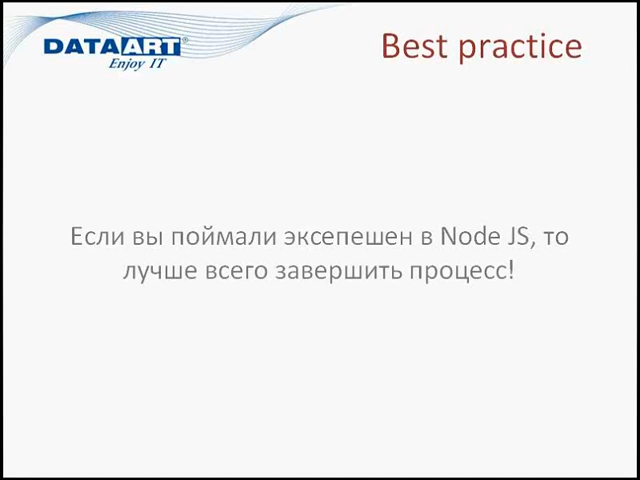 DATAART®
Enjoy IT
Best practice
Если вы поймали эксепешен в Node JS, то
лучше всего завершить процесс!